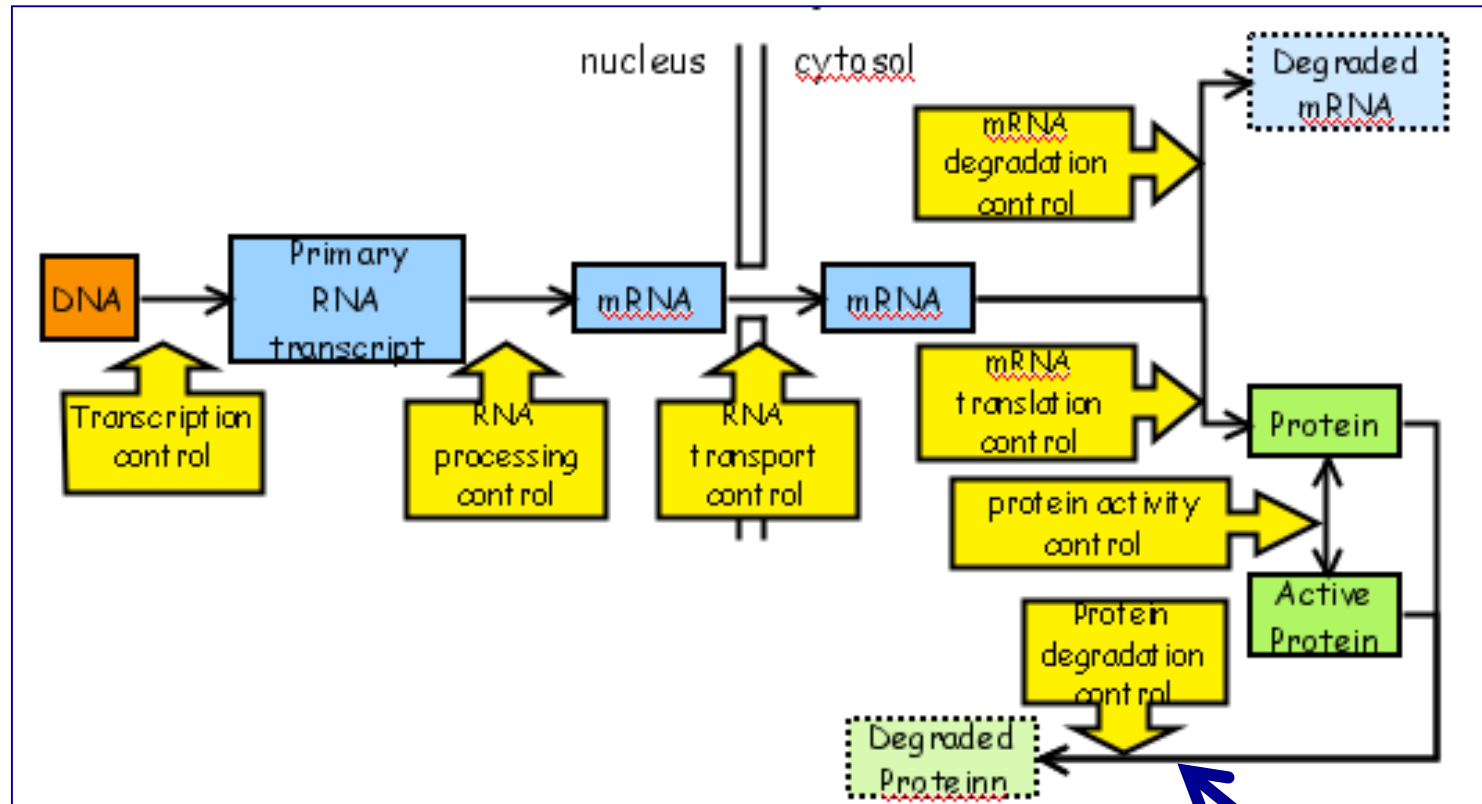 nucleus
cytosol
Degraded
mRNA
mRNA
degradation
control
DNA
Primary
RNA
transcript
mRNA
mRNA
Transcription
control
RNA
processing
control
RNA
transport
control
mRNA
translation
control
Protein
protein activity
control
Active
Protein
Protein
degradation
control
Degraded
Proteinn